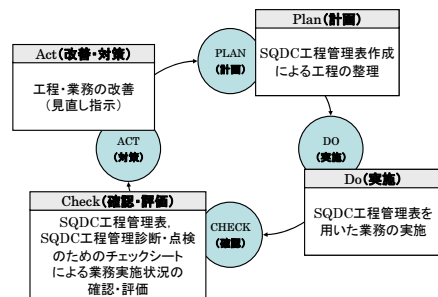 Plan(計画)
SQDC工程管理表作成
による工程の整理
PLAN
(計画)
Act(改善・対策)
工程・業務の改善
(見直し指示)
ACT
(対策)
DO
(実施)
Do(実施)
SQDC工程管理表を
用いた業務の実施
Check(確認・評価)
SQDC工程管理表,
SQDC工程管理診断・点検
のためのチェックシート
による業務実施状況の
確認・評価
CHECK
(確認)